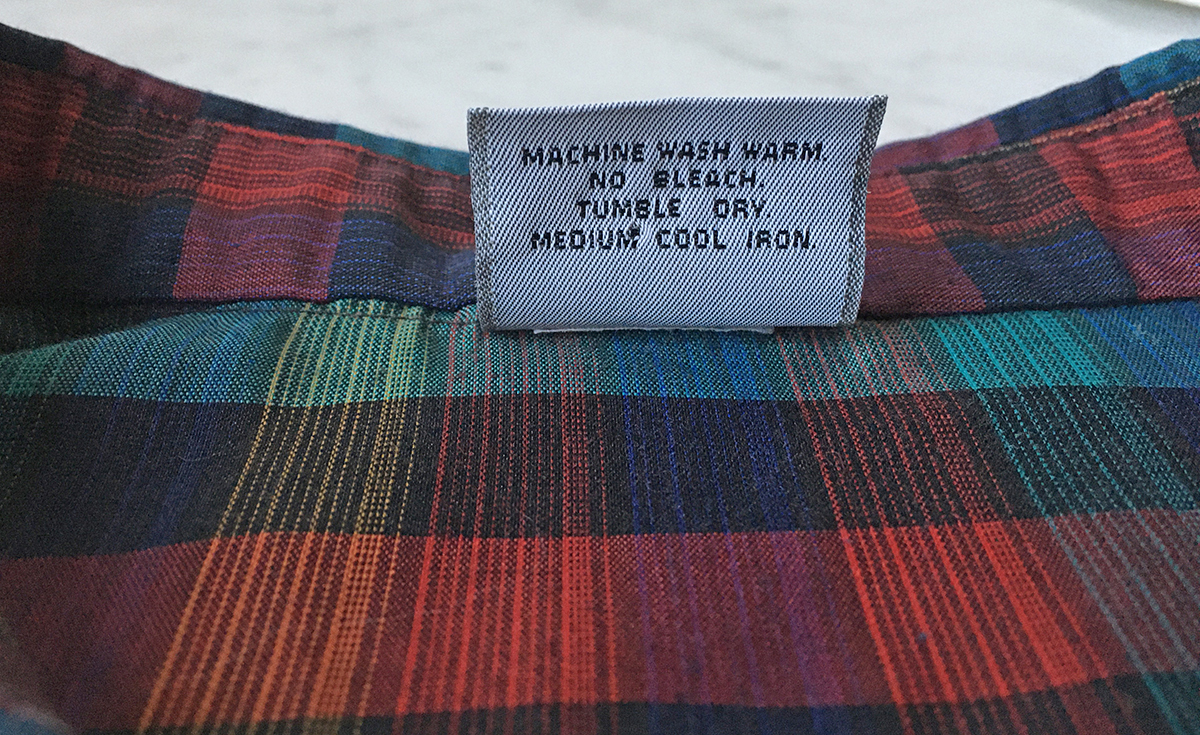 MACHINE WASH WARM.
NO BLEACH.
TUMBLE DRY.
MEDIUM COOL IRON.